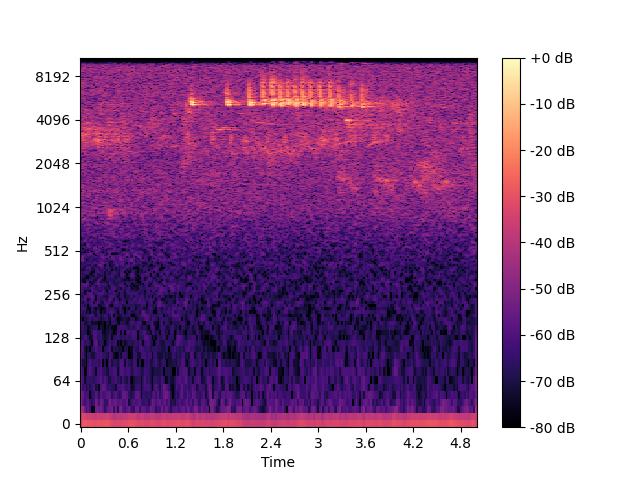 8192
4096
2048
1024
512
256
128
64
0
Hz
0 0.6 1.2 1.8 2.4 3 3.6 4.2 4.8
Time
+0 dB
-10 dB
-20 dB
-30 dB
-40 dB
-50 dB
-60 dB
-70 dB
-80 dB